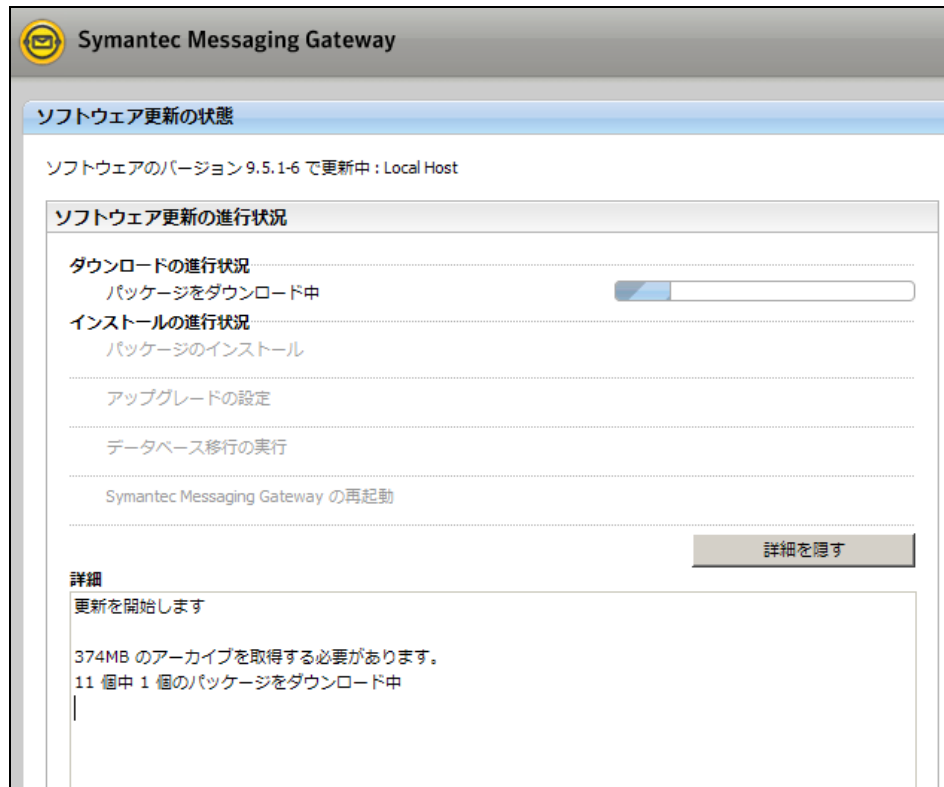 Symantec Messaging Gateway
ソフトウェア更新の状態
ソフトウェアのバージョン 9.5.1-6 で更新中 : Local Host
ソフトウェア更新の進行状況
ダウンロードの進行状況
パッケージをダウンロード中
インストールの進行状況
パッケージのインストール
アップグレードの設定
データベース移行の実行
Symantec Messaging Gateway の再起動
詳細を隠す
詳細
更新を開始します
374MB のアーカイブを取得する必要があります。
11 個中 1 個のパッケージをダウンロード中